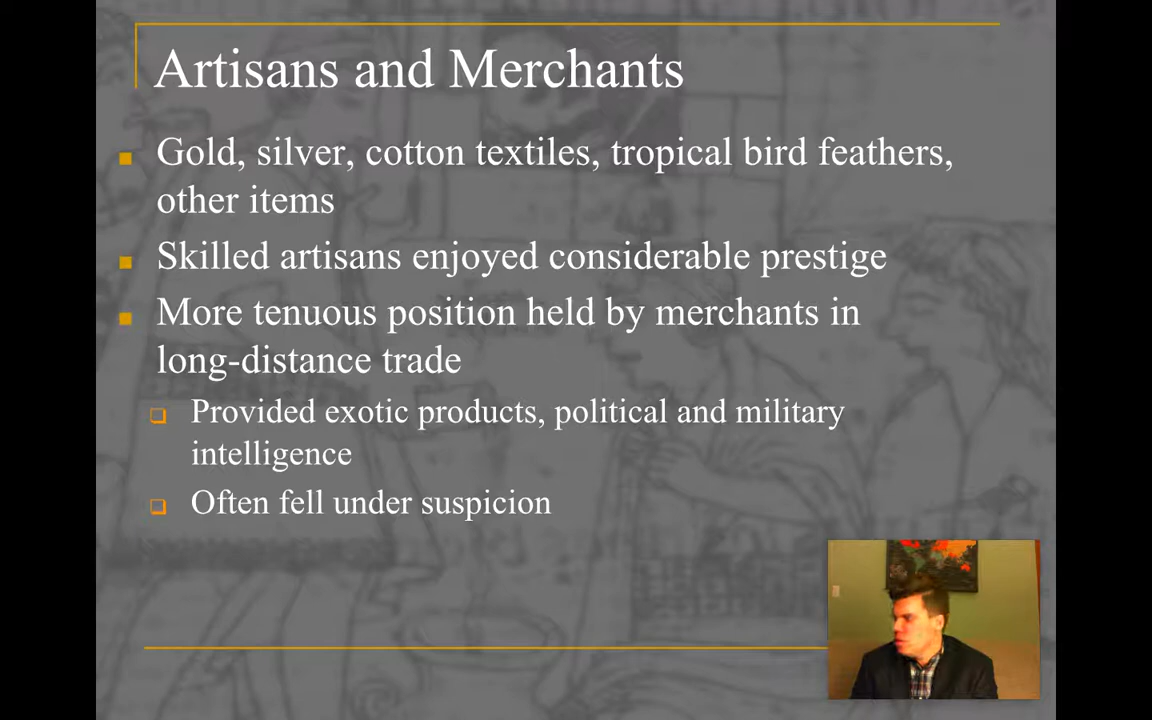 Artisans and Merchants
Gold, silver, cotton textiles, tropical bird feathers,
other items
Skilled artisans enjoyed considerable prestige
More tenuous position held by merchants in
long-distance trade
Provided exotic products, political and military
intelligence
Often fell under suspicion